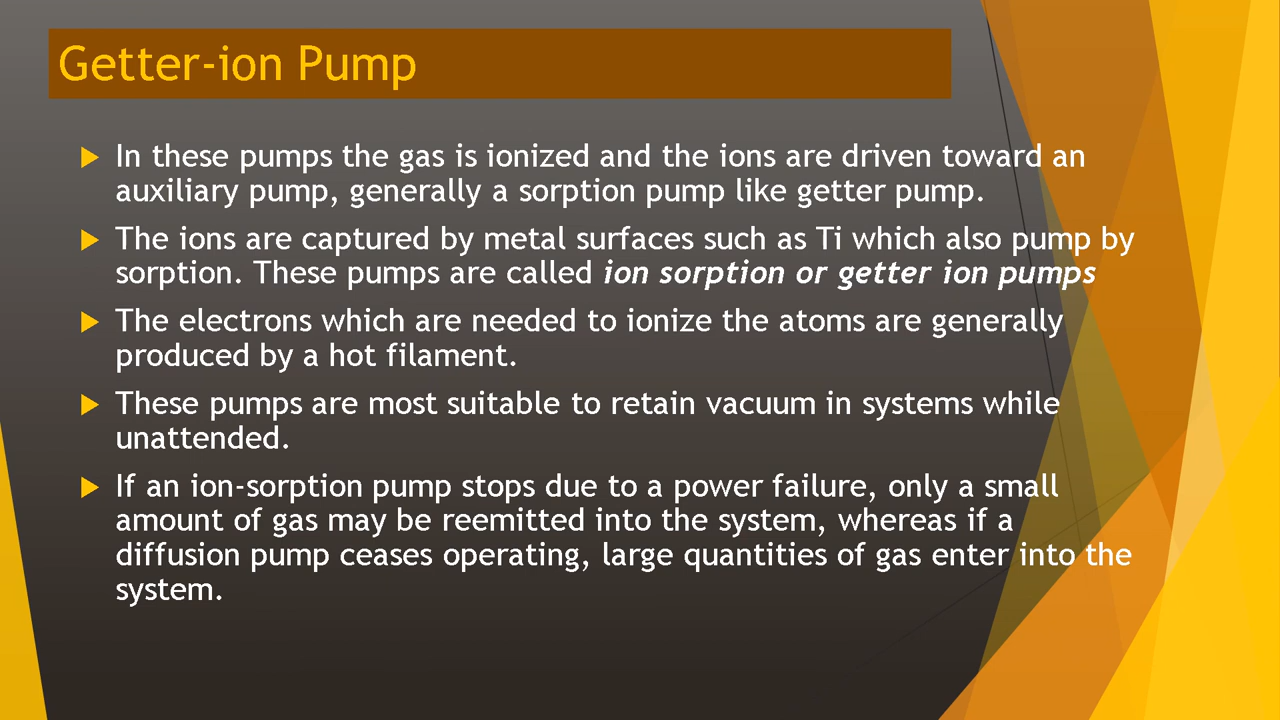 Getter-ion Pump
In these pumps the gas is ionized and the ions are driven toward an
auxiliary pump, generally a sorption pump like getter pump.
The ions are captured by metal surfaces such as Ti which also pump by
sorption. These pumps are called ion sorption or getter ion pumps
The electrons which are needed to ionize the atoms are generally
produced by a hot filament.
These pumps are most suitable to retain vacuum in systems while
unattended.
If an ion-sorption pump stops due to a power failure, only a small
amount of gas may be reemitted into the system, whereas if a
diffusion pump ceases operating, large quantities of gas enter into the
system.